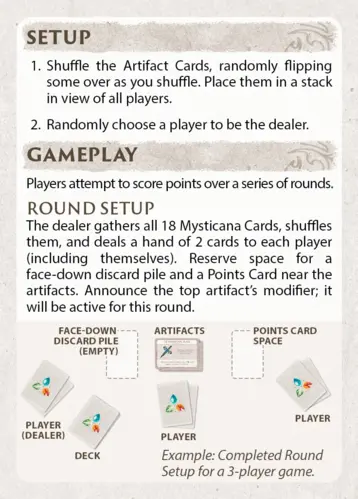 SETUP
1. Shuffle the Artifact Cards, randomly flipping
some over as you shuffle. Place them in a stack
in view of all players.
2. Randomly choose a player to be the dealer.
GAMEPLAY
Players attempt to score points over a series of rounds.
ROUND SETUP
The dealer gathers all 18 Mysticana Cards, shuffles
them, and deals a hand of 2 cards to each player
(including themselves). Reserve space for a
face-down discard pile and a Points Card near the
artifacts. Announce the top artifact's modifier; it
will be active for this round.
FACE-DOWN
DISCARD PILE
(EMPTY)
ARTIFACTS
POINTS CARD
SPACE
PLAYER
(DEALER)
DECK
PLAYER
PLAYER
Example: Completed Round
Setup for a 3-player game.